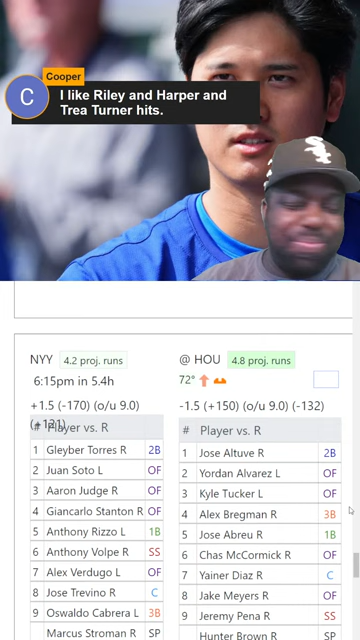 Cooper
C
I like Riley and Harper and
Trea Turner hits.
NYY 4.2 proj. runs
6:15pm in 5.4h
+1.5 (-170) (o/u 9.0)
(+121)
# Player vs. R
1 Gleyber Torres R 2B
2 Juan Soto L OF
3 Aaron Judge R OF
4 Giancarlo Stanton R OF
5 Anthony Rizzo L 1B
6 Anthony Volpe R SS
7 Alex Verdugo L OF
8 Jose Trevino R C
9 Oswaldo Cabrera L 3B
Marcus Stroman R SP
@ HOU 4.8 proj. runs
72°
-1.5 (+150) (o/u 9.0) (-132)
# Player vs. R
1 Jose Altuve R 2B
2 Yordan Alvarez L OF
3 Kyle Tucker L OF
4 Alex Bregman R 3B
5 Jose Abreu R 1B
6 Chas McCormick R OF
7 Yainer Diaz R C
8 Jake Meyers R OF
9 Jeremy Pena R SS
Hunter Brown R SP